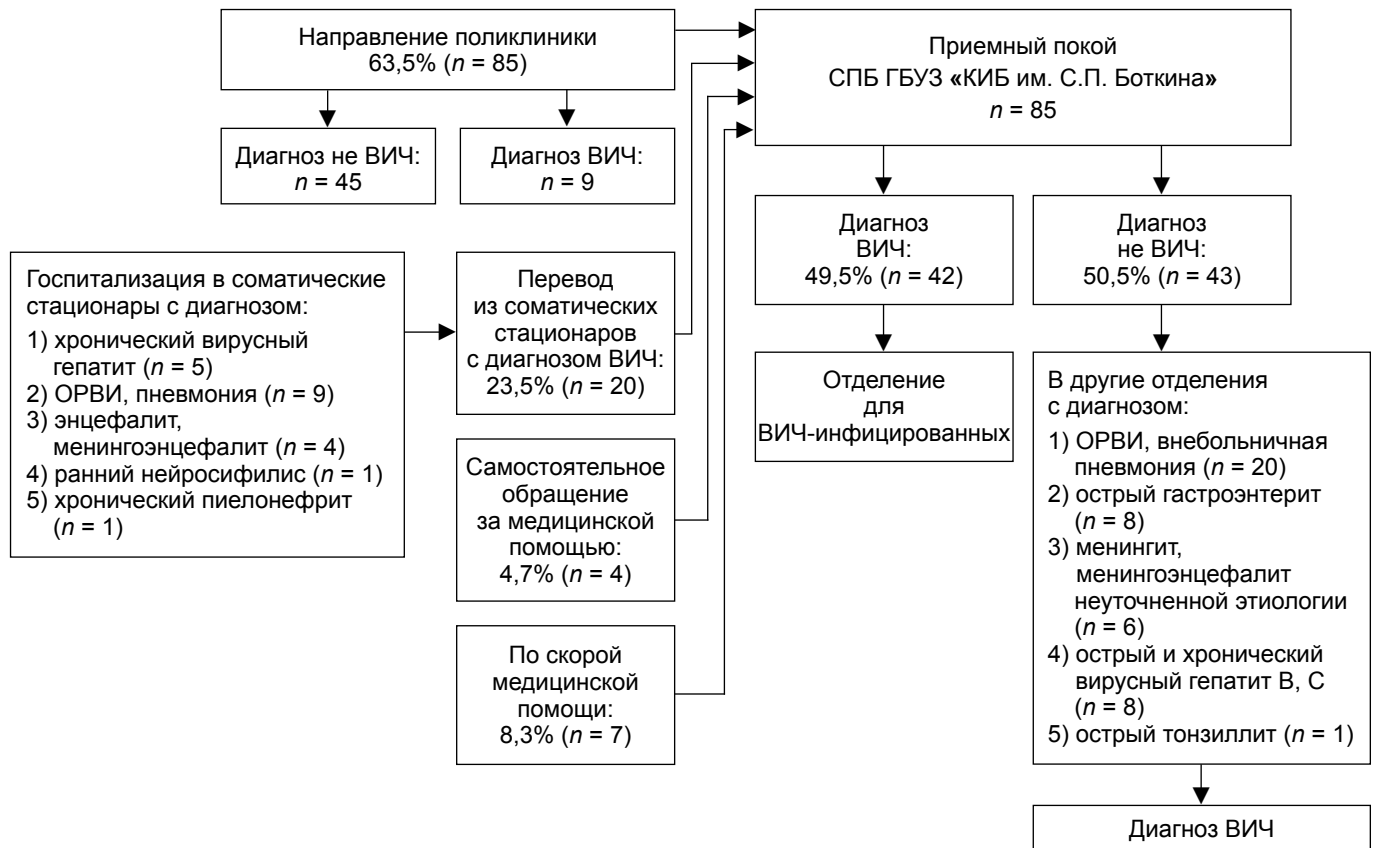 Направление поликлиники
63,5% (n = 85)
Приемный покой
СПБ ГБУЗ «КИБ им. С.П. Боткина»
n = 85
Диагноз не ВИЧ:
n = 45
Диагноз ВИЧ:
n = 9
Диагноз
ВИЧ:
49,5% (n = 42)
Диагноз
не ВИЧ:
50,5% (n = 43)
Госпитализация в соматические
стационары с диагнозом:
1) хронический вирусный
гепатит (n = 5)
2) ОРВИ, пневмония (n = 9)
3) энцефалит,
менингоэнцефалит (n = 4)
4) ранний нейросифилис (n = 1)
5) хронический пиелонефрит
(n = 1)
Перевод
из соматических
стационаров
с диагнозом ВИЧ:
23,5% (n = 20)
Самостоятельное
обращение
за медицинской
помощью:
4,7% (n = 4)
По скорой
медицинской
помощи:
8,3% (n = 7)
Отделение
для
ВИЧ-инфицированных
В другие отделения
с диагнозом:
1) ОРВИ, внебольничная
пневмония (n = 20)
2) острый гастроэнтерит
(n = 8)
3) менингит,
менингоэнцефалит
неуточненной этиологии
(n = 6)
4) острый и хронический
вирусный гепатит В, С
(n = 8)
5) острый тонзиллит (n = 1)
Диагноз ВИЧ